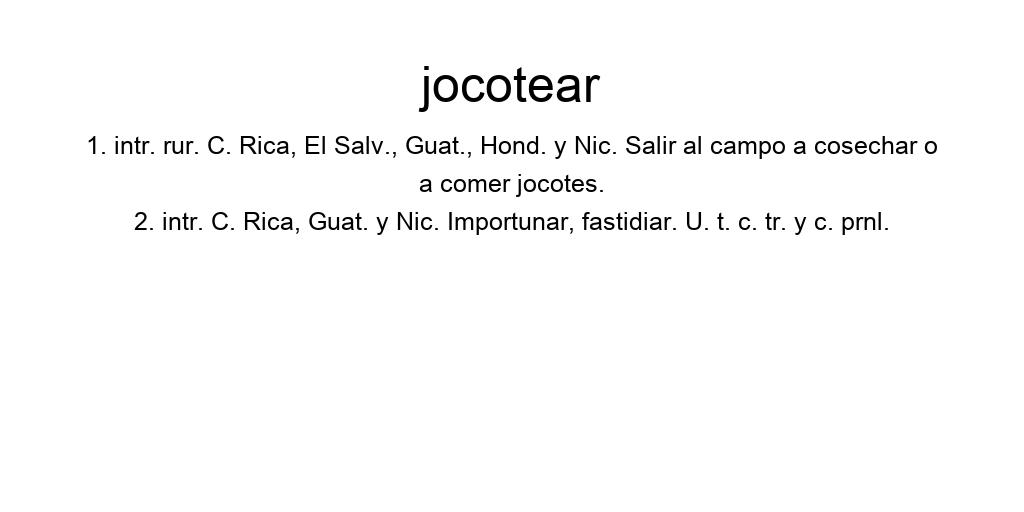 jocotear
1. intr. rur. C. Rica, El Salv., Guat., Hond. y Nic. Salir al campo a cosechar o
a comer jocotes.
2. intr. C. Rica, Guat. y Nic. Importunar, fastidiar. U. t. c. tr. y c. prnl.